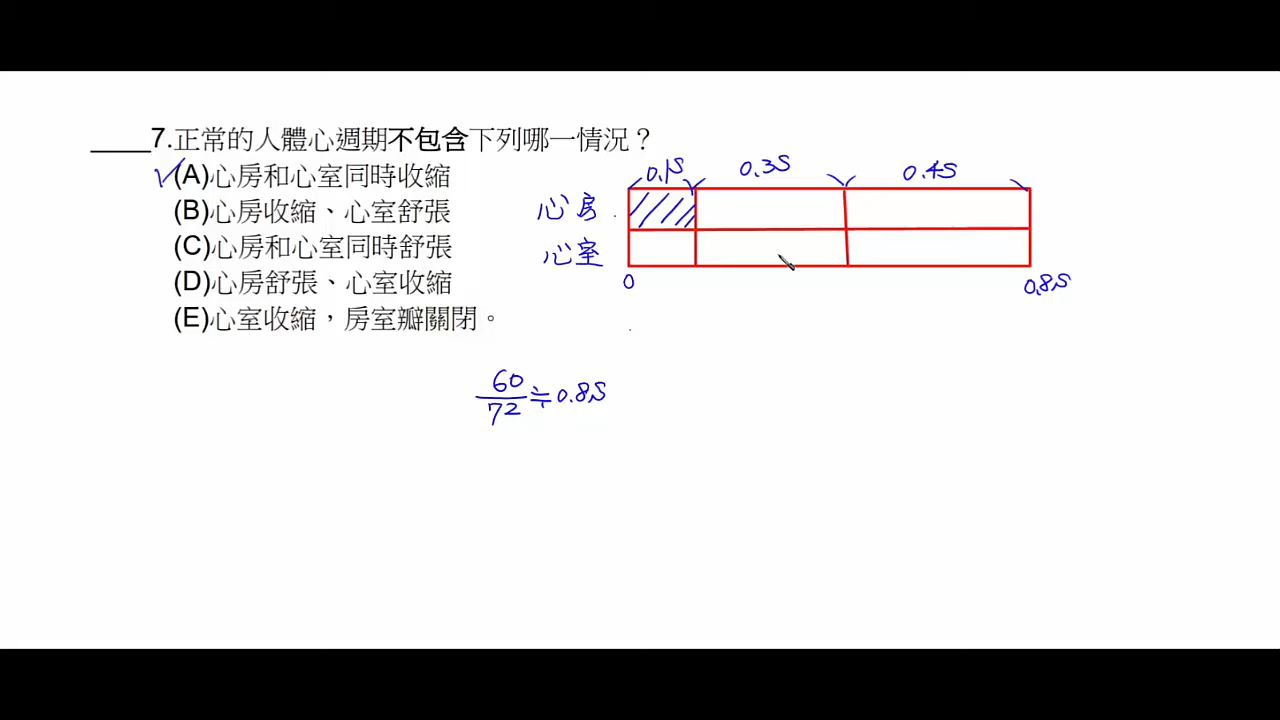 ____7.正常的人體心週期不包含下列哪一情況？
(A)心房和心室同時收縮
(B)心房收縮、心室舒張
(C)心房和心室同時舒張
(D)心房舒張、心室收縮
(E)心室收縮，房室瓣關閉。
0.1S 0.3S 0.4S
心房
心室
0 0.8S
60
72 ≒ 0.8S